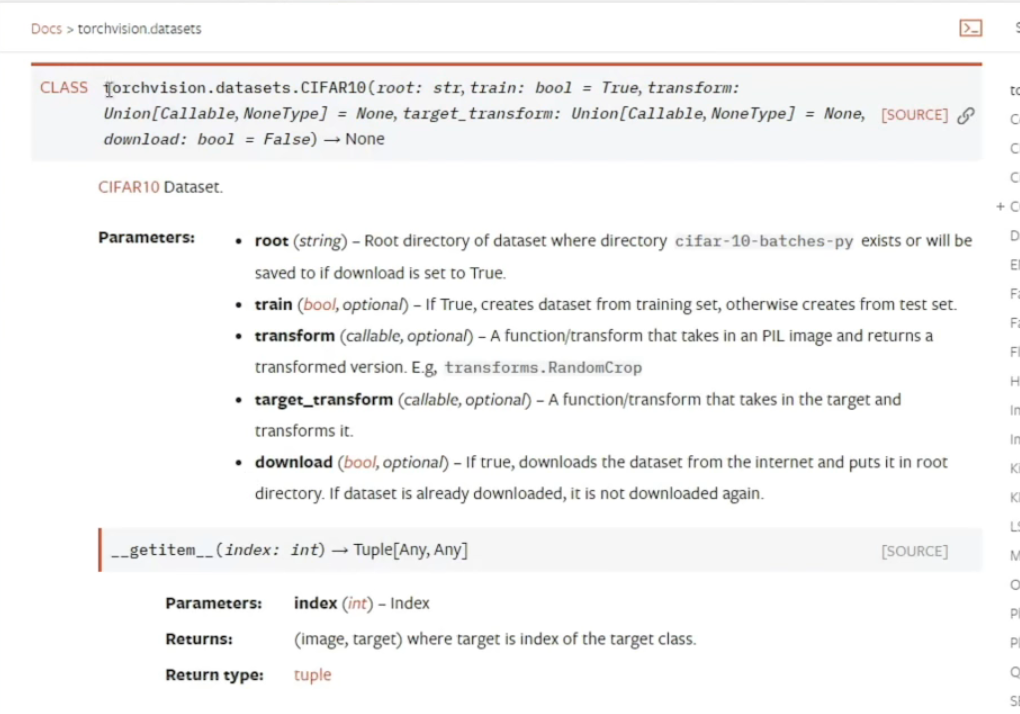 Docs > torchvision.datasets
CLASS torchvision.datasets.CIFAR10(root: str, train: bool = True, transform:
Union[Callable, NoneType] = None, target_transform: Union[Callable, NoneType] = None, [SOURCE]
download: bool = False) → None
CIFAR10 Dataset.
Parameters: • root (string) – Root directory of dataset where directory cifar-10-batches-py exists or will be
saved to if download is set to True.
• train (bool, optional) – If True, creates dataset from training set, otherwise creates from test set.
• transform (callable, optional) – A function/transform that takes in an PIL image and returns a
transformed version. E.g, transforms.RandomCrop
• target_transform (callable, optional) – A function/transform that takes in the target and
transforms it.
• download (bool, optional) – If true, downloads the dataset from the internet and puts it in root
directory. If dataset is already downloaded, it is not downloaded again.
__getitem__(index: int) → Tuple[Any, Any] [SOURCE]
Parameters: index (int) – Index
Returns: (image, target) where target is index of the target class.
Return type: tuple